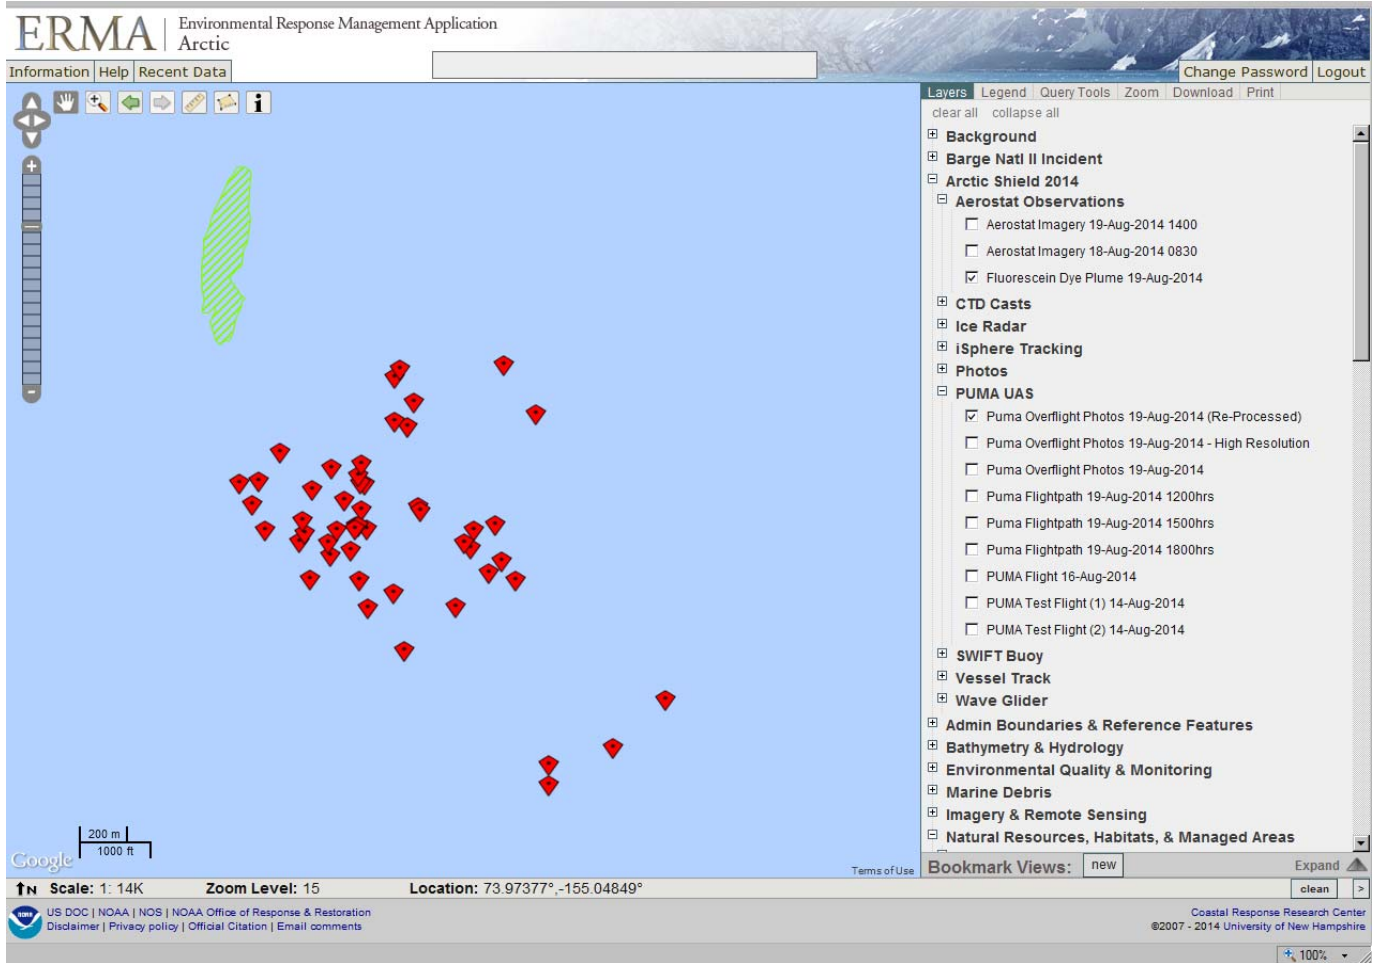 ERMA
Environmental Response Management Application
Arctic
Information Help Recent Data
Change Password Logout
Layers Legend Query Tools Zoom Download Print
clear all collapse all
Background
Barge Natl II Incident
Arctic Shield 2014
Aerostat Observations
Aerostat Imagery 19-Aug-2014 1400
Aerostat Imagery 18-Aug-2014 0830
Fluorescein Dye Plume 19-Aug-2014
CTD Casts
Ice Radar
iSphere Tracking
Photos
PUMA UAS
Puma Overflight Photos 19-Aug-2014 (Re-Processed)
Puma Overflight Photos 19-Aug-2014 - High Resolution
Puma Overflight Photos 19-Aug-2014
Puma Flightpath 19-Aug-2014 1200hrs
Puma Flightpath 19-Aug-2014 1500hrs
Puma Flightpath 19-Aug-2014 1800hrs
PUMA Flight 16-Aug-2014
PUMA Test Flight (1) 14-Aug-2014
PUMA Test Flight (2) 14-Aug-2014
SWIFT Buoy
Vessel Track
Wave Glider
Admin Boundaries & Reference Features
Bathymetry & Hydrology
Environmental Quality & Monitoring
Marine Debris
Imagery & Remote Sensing
Natural Resources, Habitats, & Managed Areas
200 m
1000 ft
Google
Terms of Use
Bookmark Views: new Expand
N Scale: 1: 14K Zoom Level: 15 Location: 73.97377°,-155.04849°
clean >
US DOC | NOAA | NOS | NOAA Office of Response & Restoration
Disclaimer | Privacy policy | Official Citation | Email comments
Coastal Response Research Center
©2007 - 2014 University of New Hampshire
100%